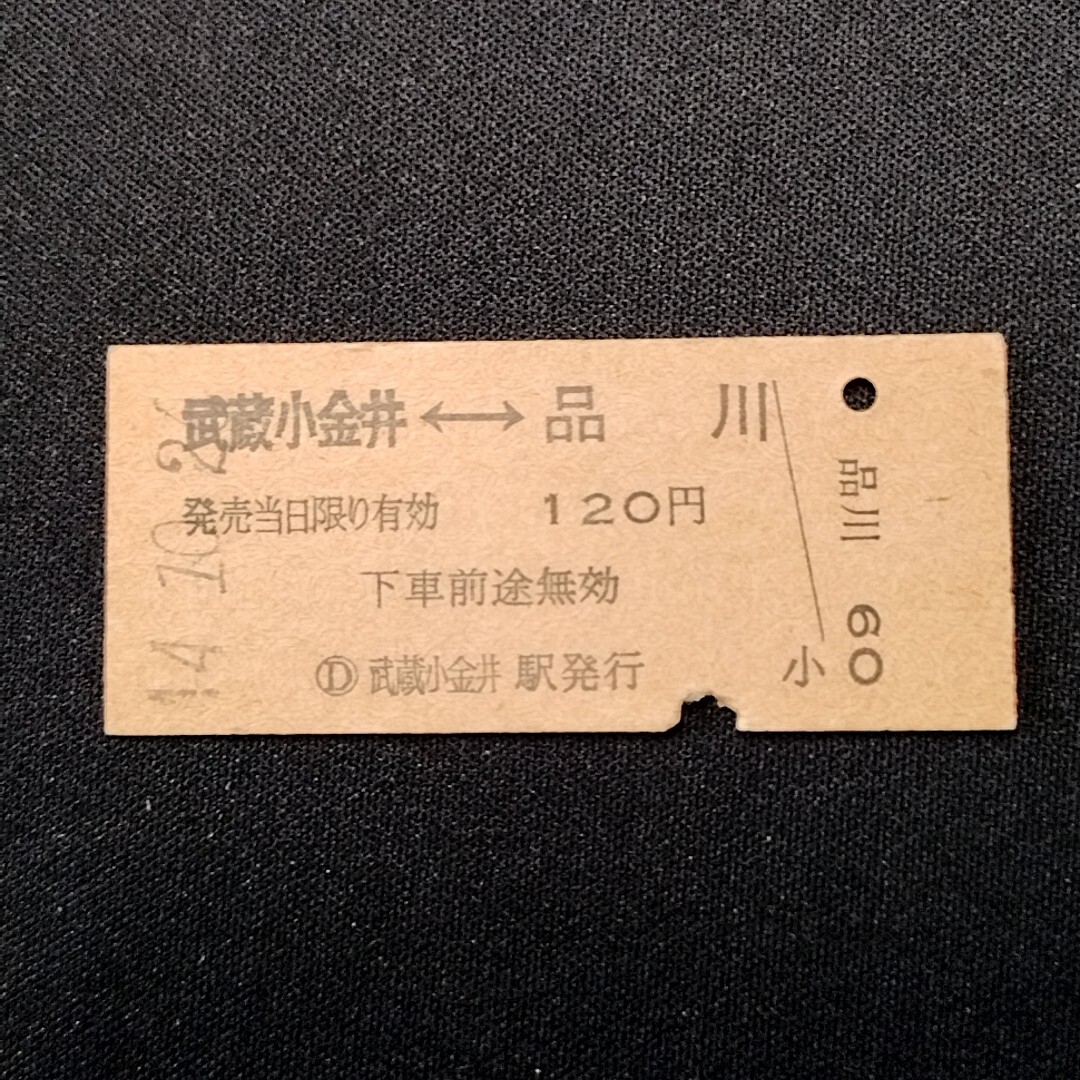 武蔵小金井 ←→ 品川
発売当日限り有効 120円
下車前途無効
Ⓓ 武蔵小金井 駅発行
小
品川 60